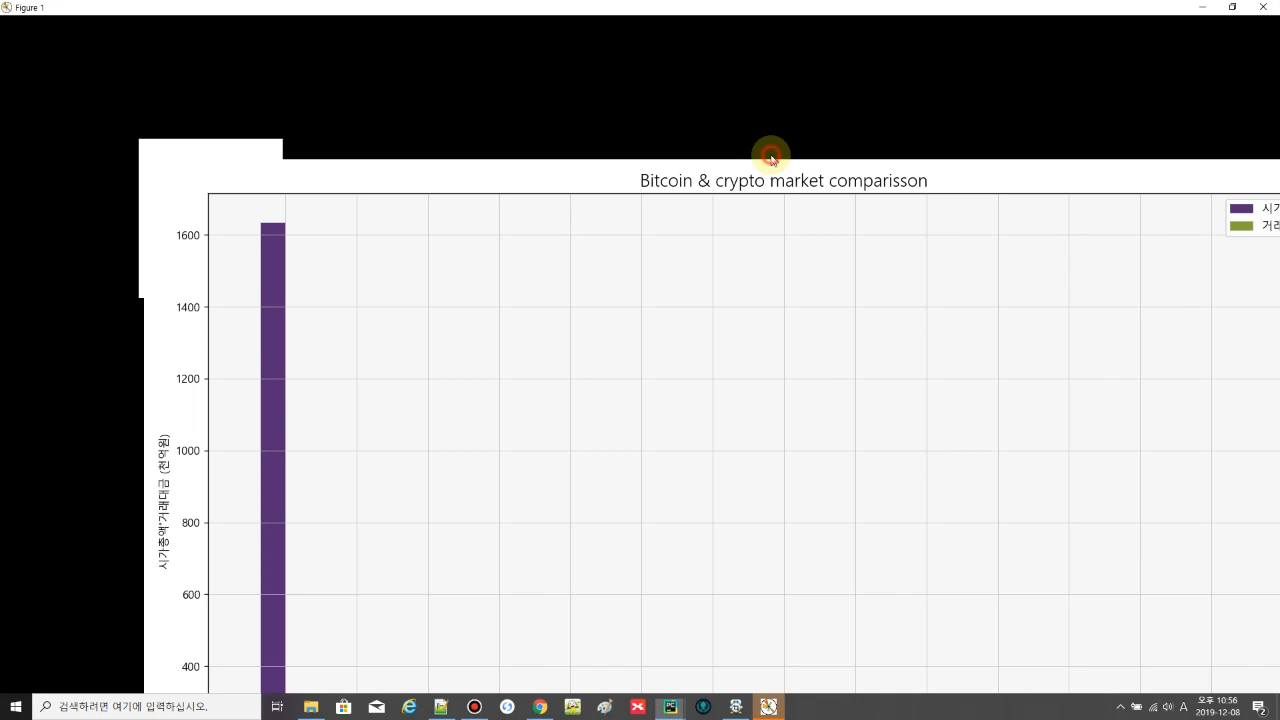 Figure 1
Bitcoin & crypto market comparisson
시가
거래
1600
1400
1200
1000
800
600
400
시가총액*거래대금 (천억원)
검색하려면 여기에 입력하십시오.
PC
A
오후 10:56
2019-12-08
2